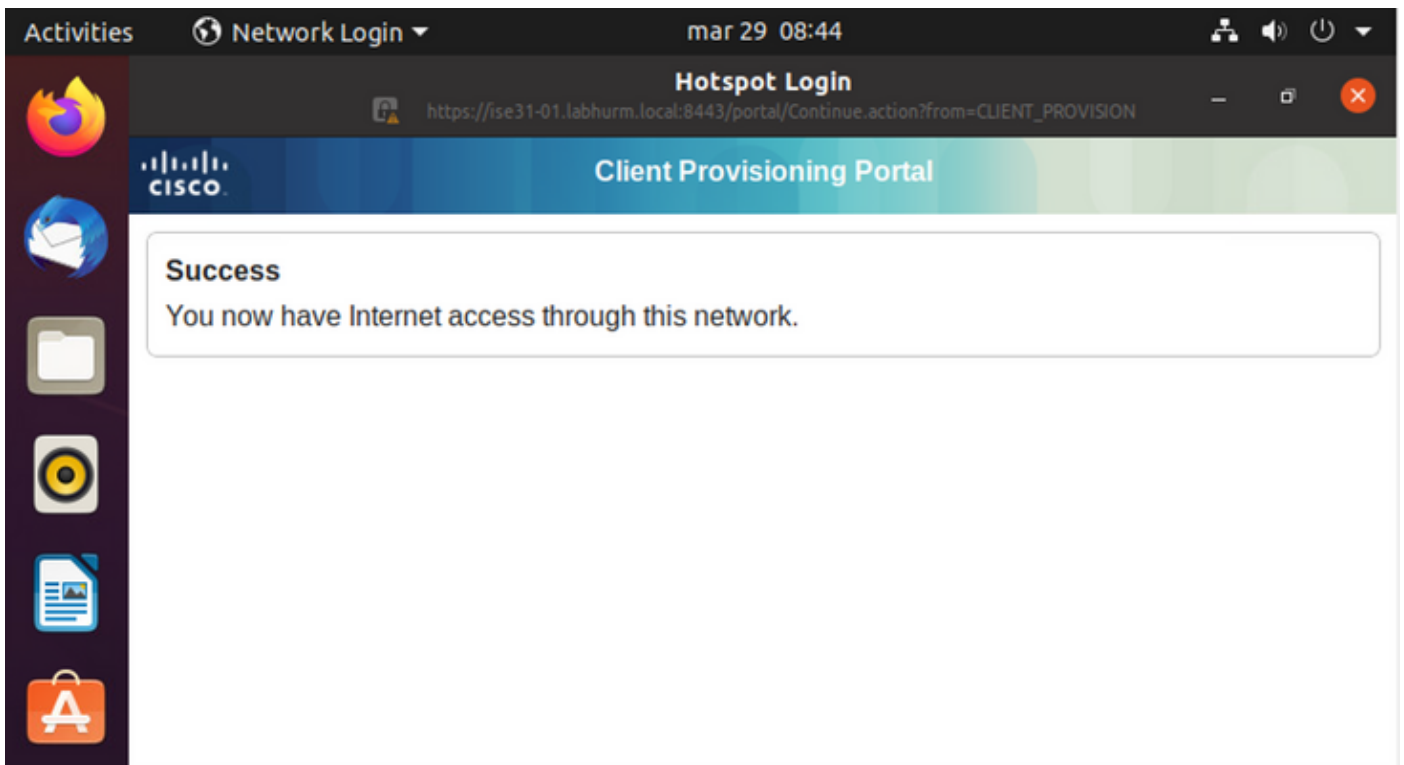 Activities Network Login mar 29 08:44
Hotspot Login
https://ise31-01.labhurm.local:8443/portal/Continue.action?from=CLIENT_PROVISION
CISCO
Client Provisioning Portal
Success
You now have Internet access through this network.